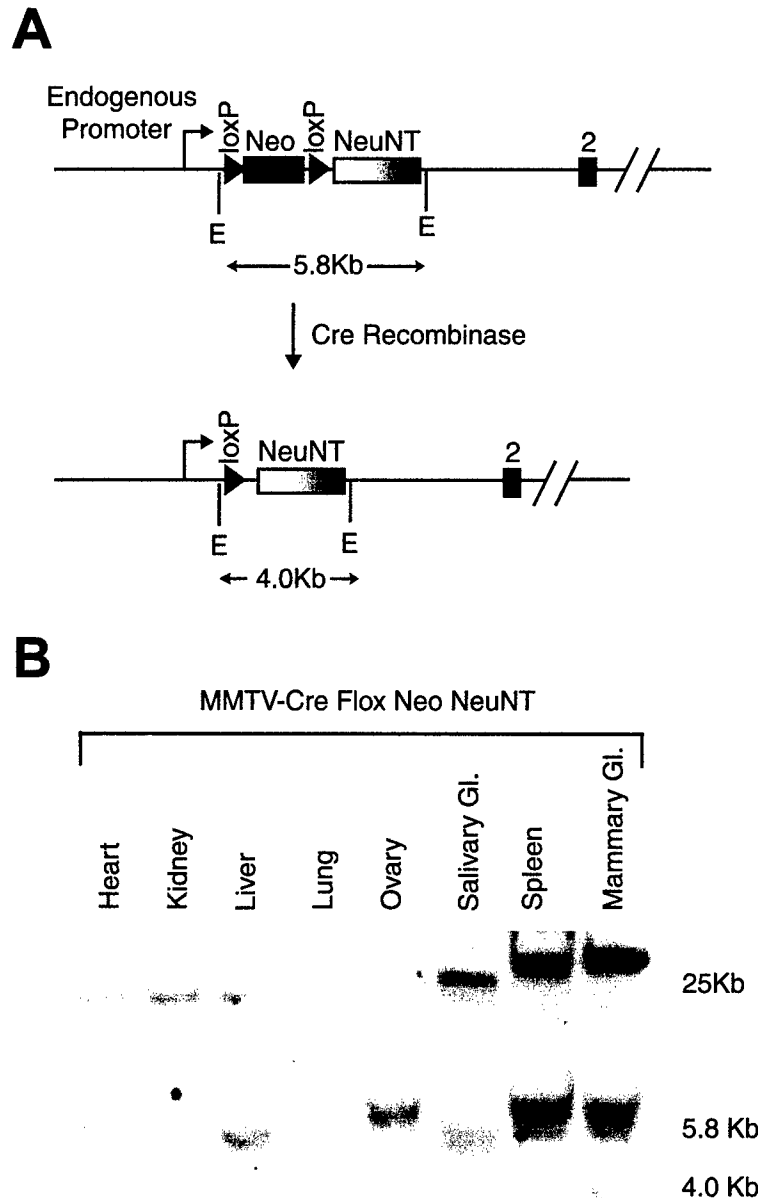 A
Endogenous
Promoter
loxP
Neo
loxP
NeuNT
2
E
E
5.8Kb
Cre Recombinase
loxP
NeuNT
2
E
E
4.0Kb
B
MMTV-Cre Flox Neo NeuNT
Heart
Kidney
Liver
Lung
Ovary
Salivary Gl.
Spleen
Mammary Gl.
25Kb
5.8 Kb
4.0 Kb